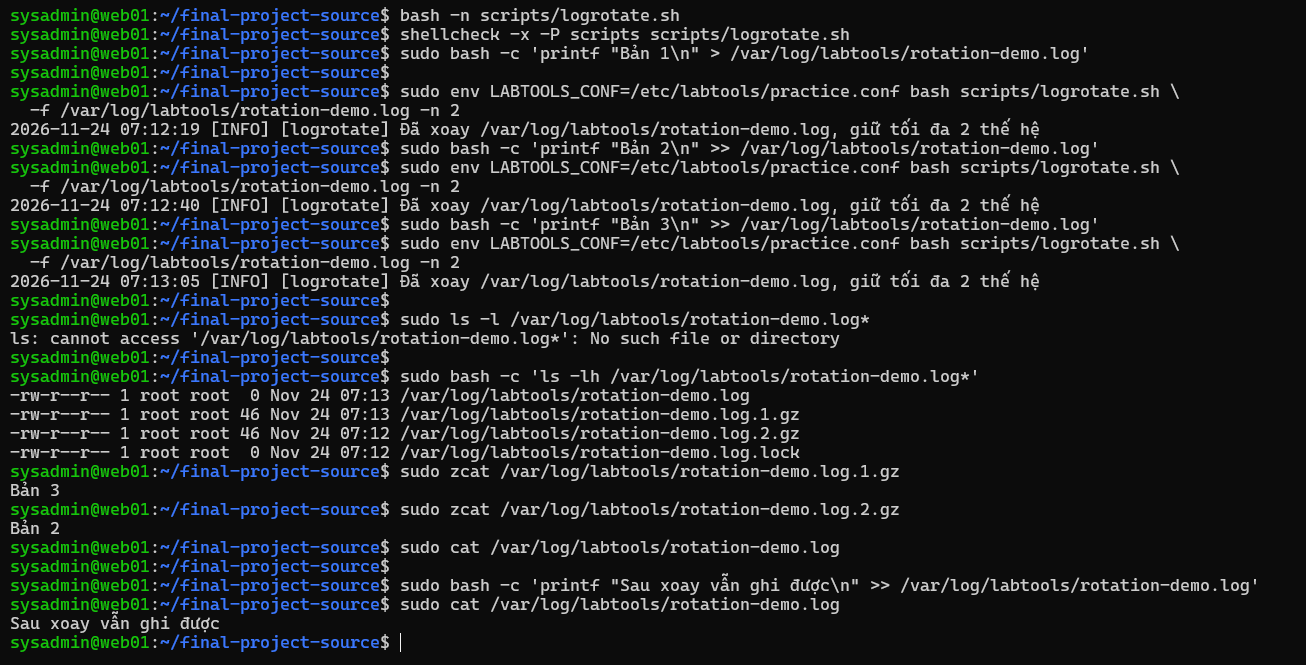 sysadmin@web01:~/final-project-source$ bash -n scripts/logrotate.sh
sysadmin@web01:~/final-project-source$ shellcheck -x -P scripts scripts/logrotate.sh
sysadmin@web01:~/final-project-source$ sudo bash -c 'printf "Bản 1\n" > /var/log/labtools/rotation-demo.log'
sysadmin@web01:~/final-project-source$
sysadmin@web01:~/final-project-source$ sudo env LABTOOLS_CONF=/etc/labtools/practice.conf bash scripts/logrotate.sh \
  -f /var/log/labtools/rotation-demo.log -n 2
2026-11-24 07:12:19 [INFO] [logrotate] Đã xoay /var/log/labtools/rotation-demo.log, giữ tối đa 2 thế hệ
sysadmin@web01:~/final-project-source$ sudo bash -c 'printf "Bản 2\n" >> /var/log/labtools/rotation-demo.log'
sysadmin@web01:~/final-project-source$ sudo env LABTOOLS_CONF=/etc/labtools/practice.conf bash scripts/logrotate.sh \
  -f /var/log/labtools/rotation-demo.log -n 2
2026-11-24 07:12:40 [INFO] [logrotate] Đã xoay /var/log/labtools/rotation-demo.log, giữ tối đa 2 thế hệ
sysadmin@web01:~/final-project-source$ sudo bash -c 'printf "Bản 3\n" >> /var/log/labtools/rotation-demo.log'
sysadmin@web01:~/final-project-source$ sudo env LABTOOLS_CONF=/etc/labtools/practice.conf bash scripts/logrotate.sh \
  -f /var/log/labtools/rotation-demo.log -n 2
2026-11-24 07:13:05 [INFO] [logrotate] Đã xoay /var/log/labtools/rotation-demo.log, giữ tối đa 2 thế hệ
sysadmin@web01:~/final-project-source$
sysadmin@web01:~/final-project-source$ sudo ls -l /var/log/labtools/rotation-demo.log*
ls: cannot access '/var/log/labtools/rotation-demo.log*': No such file or directory
sysadmin@web01:~/final-project-source$
sysadmin@web01:~/final-project-source$ sudo bash -c 'ls -lh /var/log/labtools/rotation-demo.log*'
-rw-r--r-- 1 root root  0 Nov 24 07:13 /var/log/labtools/rotation-demo.log
-rw-r--r-- 1 root root 46 Nov 24 07:13 /var/log/labtools/rotation-demo.log.1.gz
-rw-r--r-- 1 root root 46 Nov 24 07:12 /var/log/labtools/rotation-demo.log.2.gz
-rw-r--r-- 1 root root  0 Nov 24 07:12 /var/log/labtools/rotation-demo.log.lock
sysadmin@web01:~/final-project-source$ sudo zcat /var/log/labtools/rotation-demo.log.1.gz
Bản 3
sysadmin@web01:~/final-project-source$ sudo zcat /var/log/labtools/rotation-demo.log.2.gz
Bản 2
sysadmin@web01:~/final-project-source$ sudo cat /var/log/labtools/rotation-demo.log
sysadmin@web01:~/final-project-source$
sysadmin@web01:~/final-project-source$ sudo bash -c 'printf "Sau xoay vẫn ghi được\n" >> /var/log/labtools/rotation-demo.log'
sysadmin@web01:~/final-project-source$ sudo cat /var/log/labtools/rotation-demo.log
Sau xoay vẫn ghi được
sysadmin@web01:~/final-project-source$